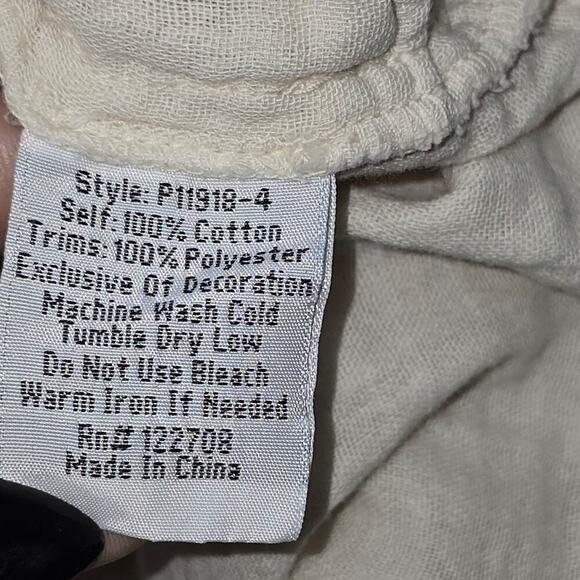 Style: P11918-4
Self: 100% Cotton
Trims: 100% Polyester
Exclusive Of Decoration
Machine Wash Cold
Tumble Dry Low
Do Not Use Bleach
Warm Iron If Needed
Rn# 122708
Made In China